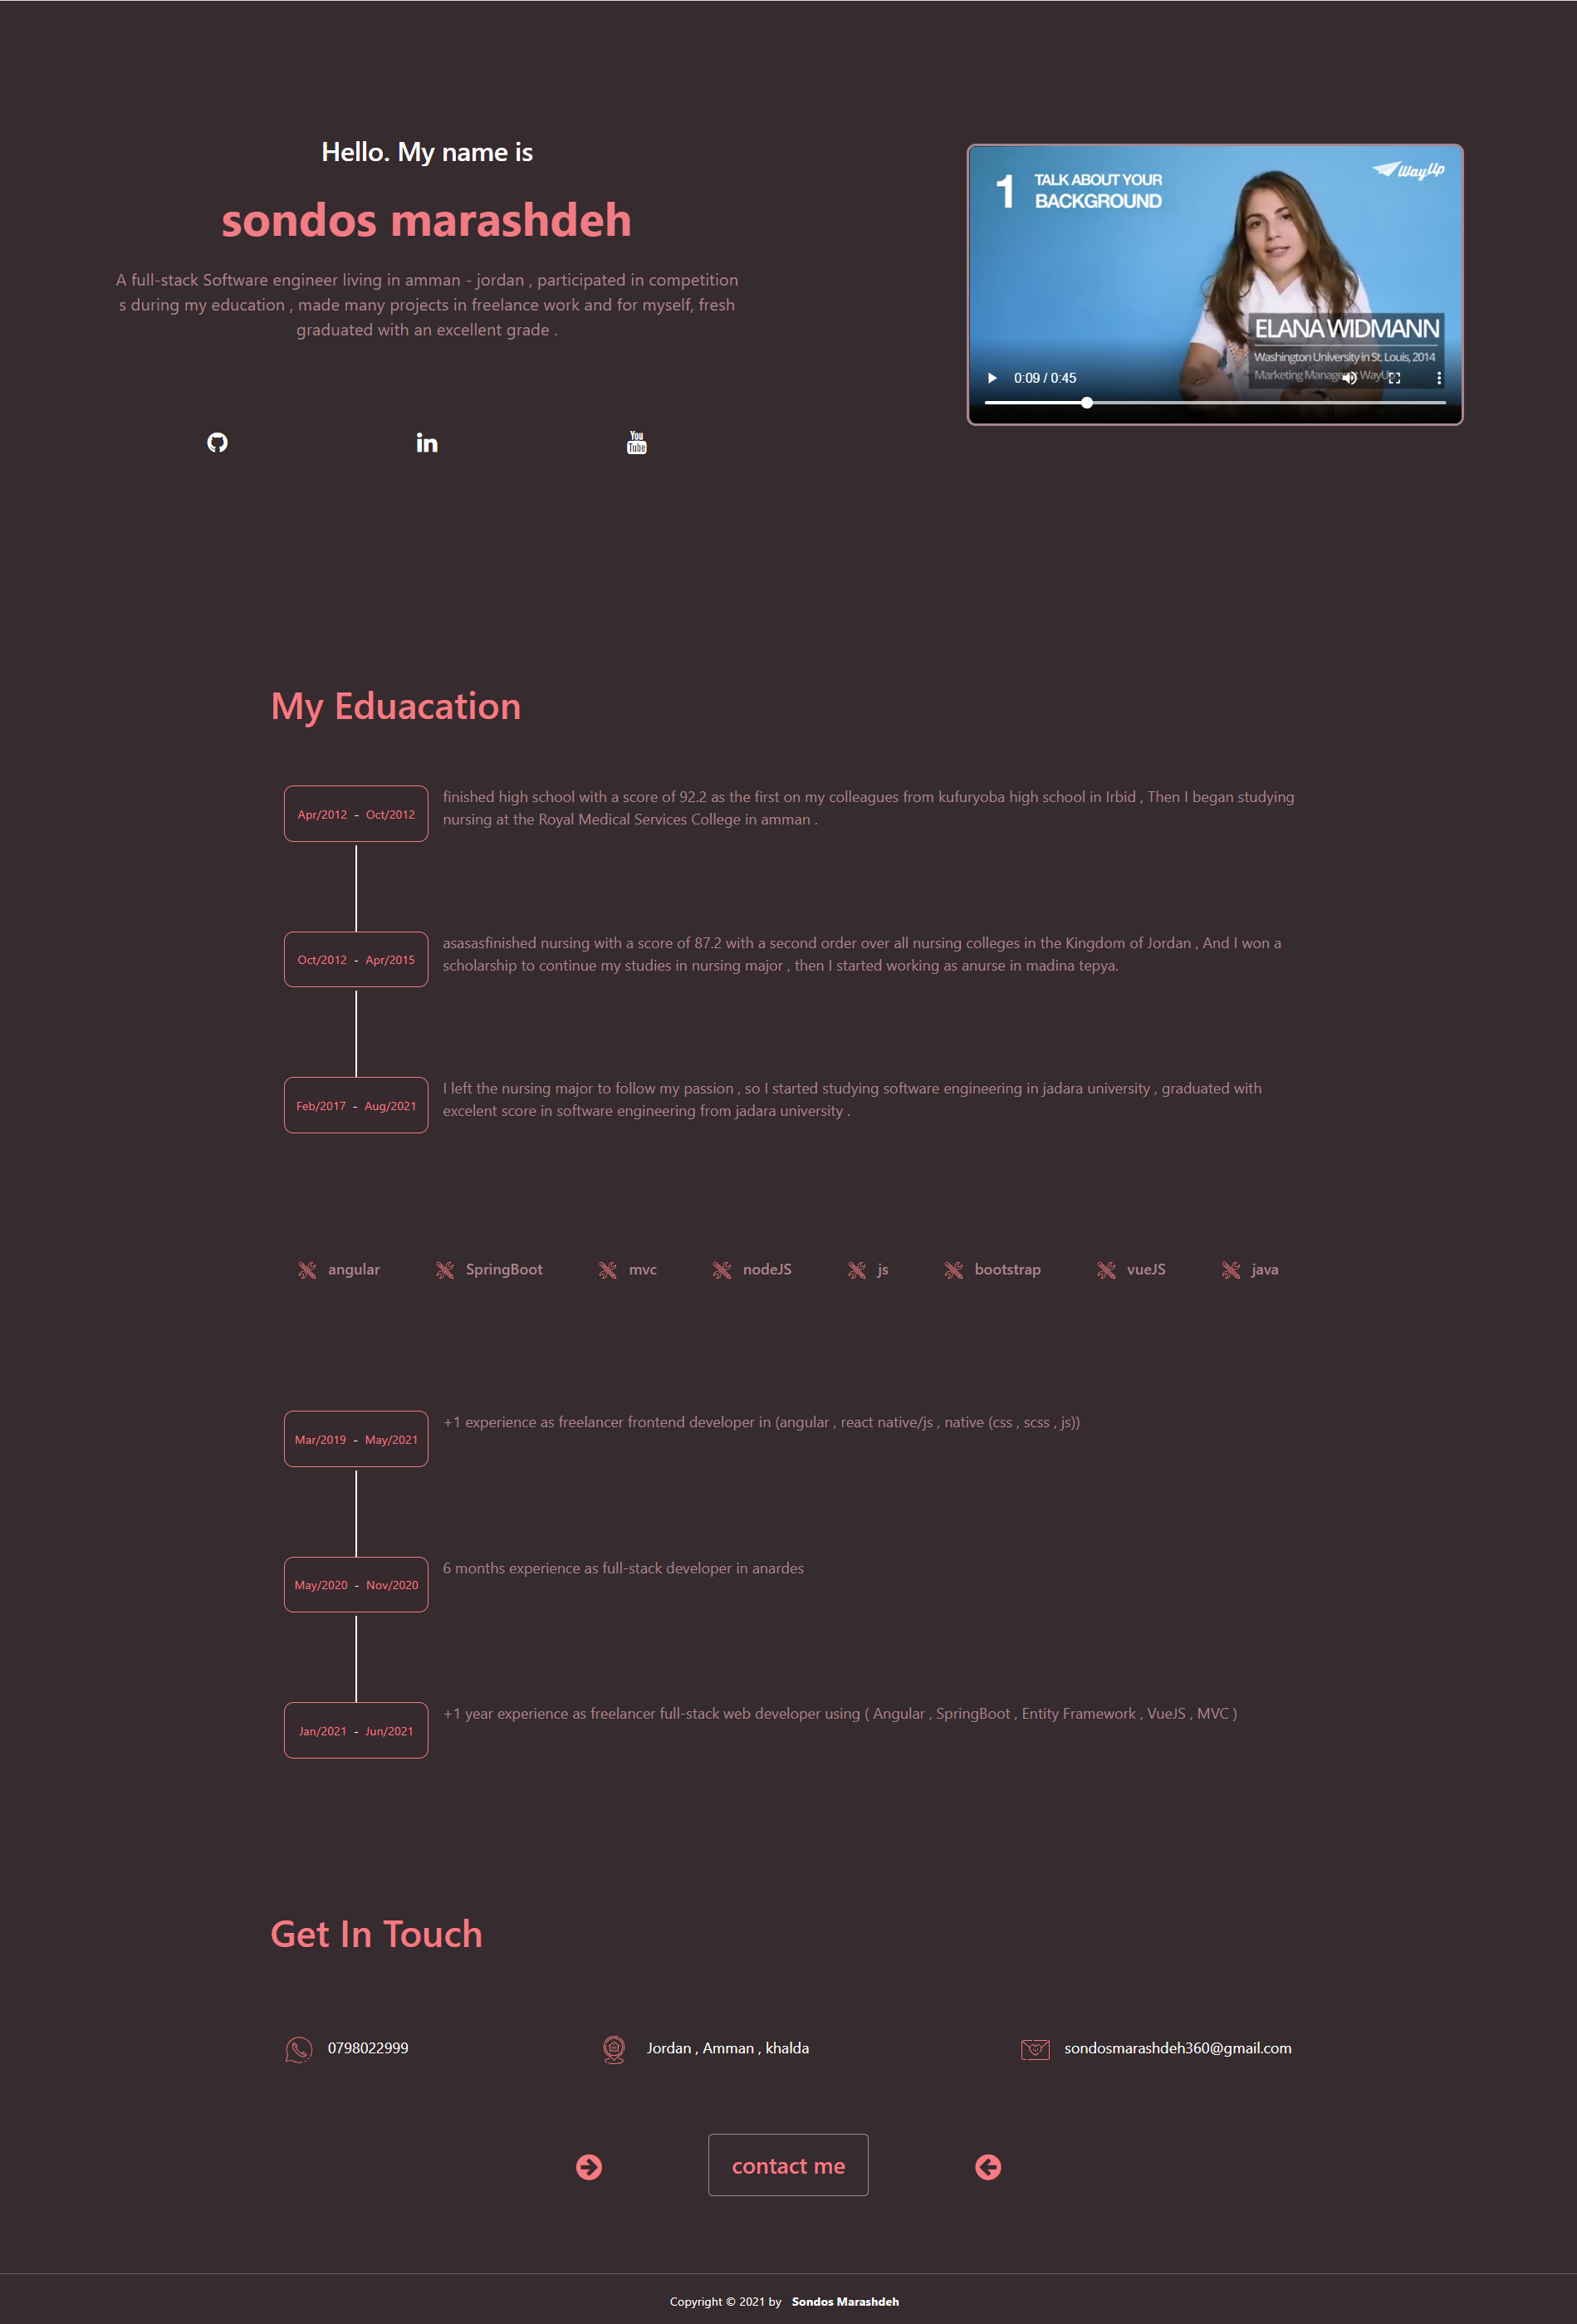 Hello. My name is
sondos marashdeh
A full-stack Software engineer living in amman - jordan , participated in competition
s during my education , made many projects in freelance work and for myself, fresh
graduated with an excellent grade .
You
Tube
1 TALK ABOUT YOUR
BACKGROUND
WayUp
ELANA WIDMANN
Washington University in St. Louis, 2014
Marketing Manager, WayUp
0:09 / 0:45
My Eduacation
Apr/2012 - Oct/2012
finished high school with a score of 92.2 as the first on my colleagues from kufuryoba high school in Irbid , Then I began studying
nursing at the Royal Medical Services College in amman .
Oct/2012 - Apr/2015
asasasfinished nursing with a score of 87.2 with a second order over all nursing colleges in the Kingdom of Jordan , And I won a
scholarship to continue my studies in nursing major , then I started working as anurse in madina tepya.
Feb/2017 - Aug/2021
I left the nursing major to follow my passion , so I started studying software engineering in jadara university , graduated with
excelent score in software engineering from jadara university .
angular SpringBoot mvc nodeJS js bootstrap vueJS java
Mar/2019 - May/2021
+1 experience as freelancer frontend developer in (angular , react native/js , native (css , scss , js))
May/2020 - Nov/2020
6 months experience as full-stack developer in anardes
Jan/2021 - Jun/2021
+1 year experience as freelancer full-stack web developer using ( Angular , SpringBoot , Entity Framework , VueJS , MVC )
Get In Touch
0798022999
Jordan , Amman , khalda
sondosmarashdeh360@gmail.com
contact me
Copyright © 2021 by Sondos Marashdeh